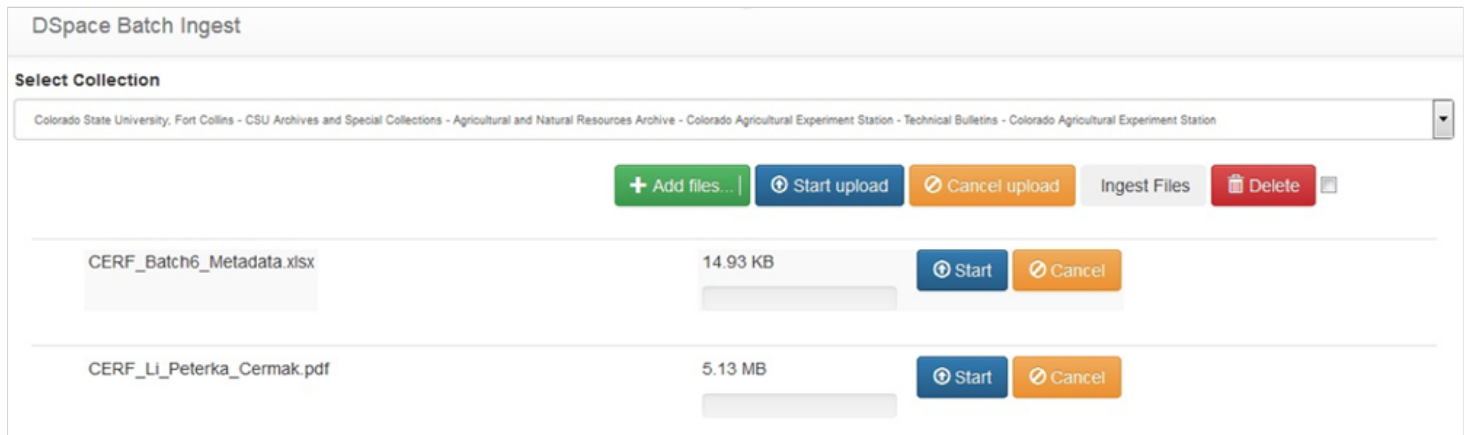 DSpace Batch Ingest
Select Collection
Colorado State University, Fort Collins - CSU Archives and Special Collections - Agricultural and Natural Resources Archive - Colorado Agricultural Experiment Station - Technical Bulletins - Colorado Agricultural Experiment Station
Add files... Start upload Cancel upload Ingest Files Delete
CERF_Batch6_Metadata.xlsx 14.93 KB Start Cancel
CERF_Li_Peterka_Cermak.pdf 5.13 MB Start Cancel